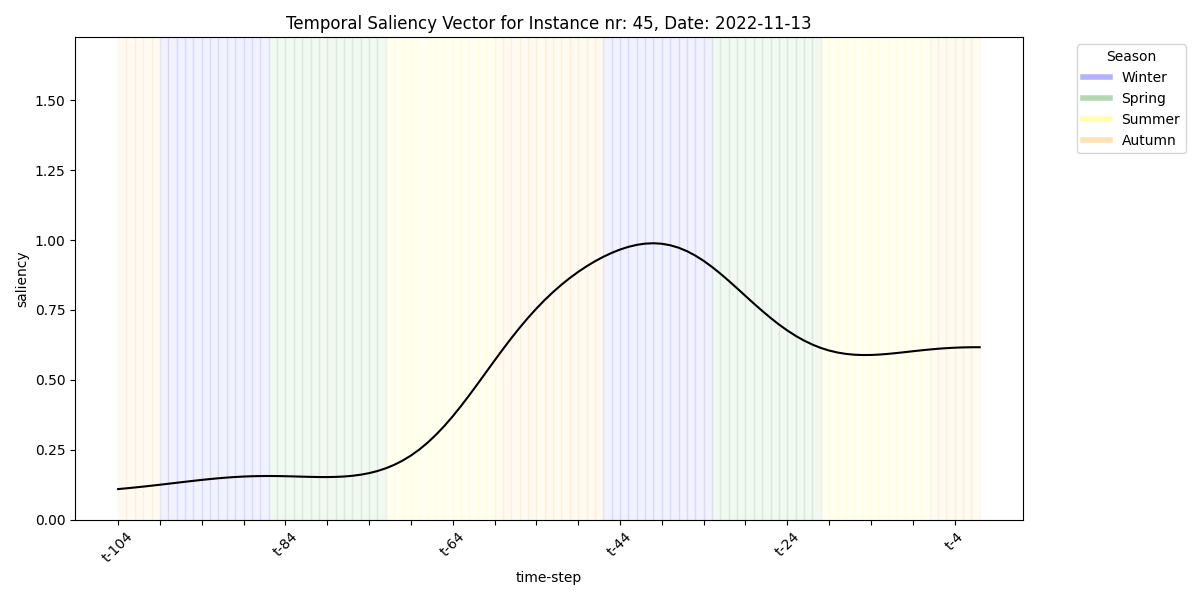 Temporal Saliency Vector for Instance nr: 45, Date: 2022-11-13
Season
Winter
Spring
Summer
Autumn
saliency
1.50
1.25
1.00
0.75
0.50
0.25
0.00
t-104
t-84
t-64
t-44
t-24
t-4
time-step